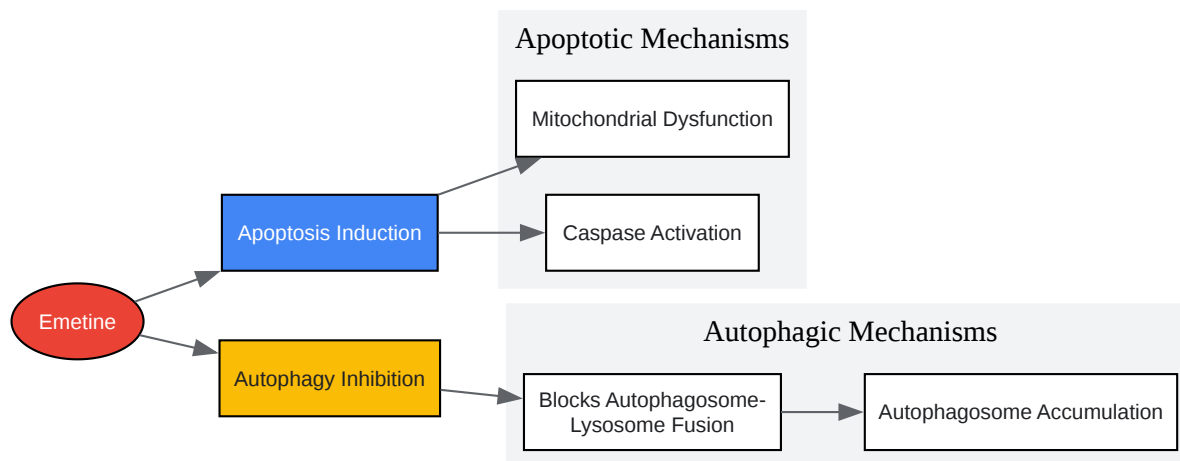 Apoptotic Mechanisms
Mitochondrial Dysfunction
Apoptosis Induction
Caspase Activation
Emetine
Autophagic Mechanisms
Autophagy Inhibition
Blocks Autophagosome-
Lysosome Fusion
Autophagosome Accumulation